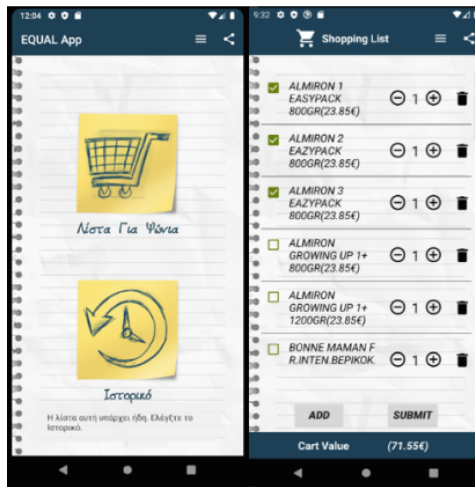 12:04
EQUAL App
Λίστα Για Ψώνια
Ιστορικό
Η λίστα αυτή υπάρχει ήδη. Ελέγξτε το
Ιστορικό.
9:32
Shopping List
ALMIRON 1
EASYPACK
800GR(23.85€)
1
ALMIRON 2
EAZYPACK
800GR(23.85€)
1
ALMIRON 3
EAZYPACK
800GR(23.85€)
1
ALMIRON
GROWING UP 1+
800GR(23.85€)
1
ALMIRON
GROWING UP 1+
1200GR(23.85€)
1
BONNE MAMAN F
R.INTEN.ΒΕΡΙΚΟΚ.
1
ADD SUBMIT
Cart Value (71.55€)